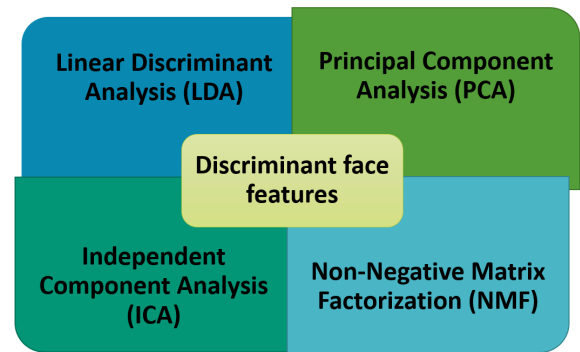 Linear Discriminant
Analysis (LDA)
Principal Component
Analysis (PCA)
Discriminant face
features
Independent
Component Analysis
(ICA)
Non-Negative Matrix
Factorization (NMF)